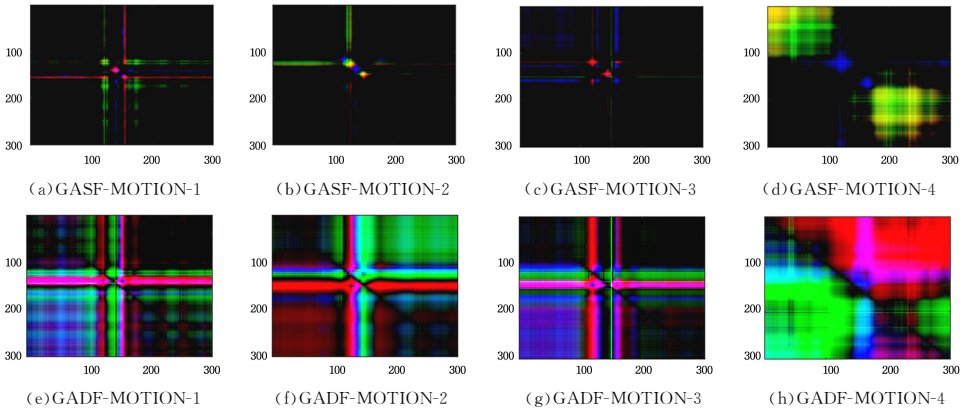 100
200
300
100 200 300
(a)GASF-MOTION-1
100
200
300
100 200 300
(b)GASF-MOTION-2
100
200
300
100 200 300
(c)GASF-MOTION-3
100
200
300
100 200 300
(d)GASF-MOTION-4
100
200
300
100 200 300
(e)GADF-MOTION-1
100
200
300
100 200 300
(f)GADF-MOTION-2
100
200
300
100 200 300
(g)GADF-MOTION-3
100
200
300
100 200 300
(h)GADF-MOTION-4